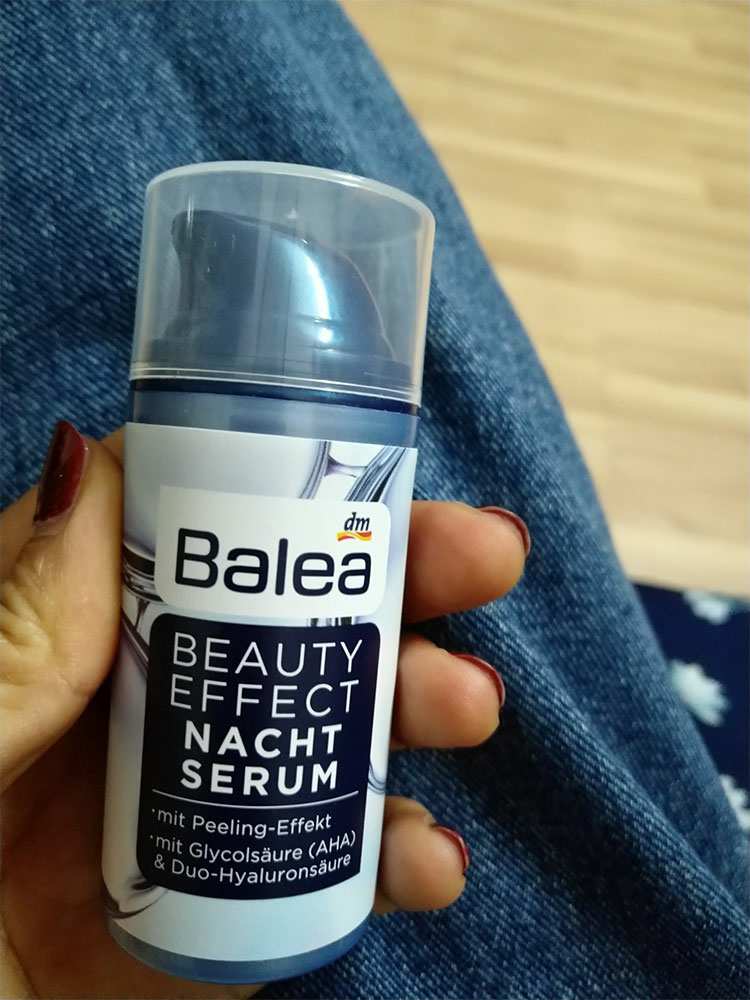 dm
Balea
BEAUTY
EFFECT
NACHT
SERUM
· mit Peeling-Effekt
· mit Glycolsäure (AHA)
& Duo-Hyaluronsäure